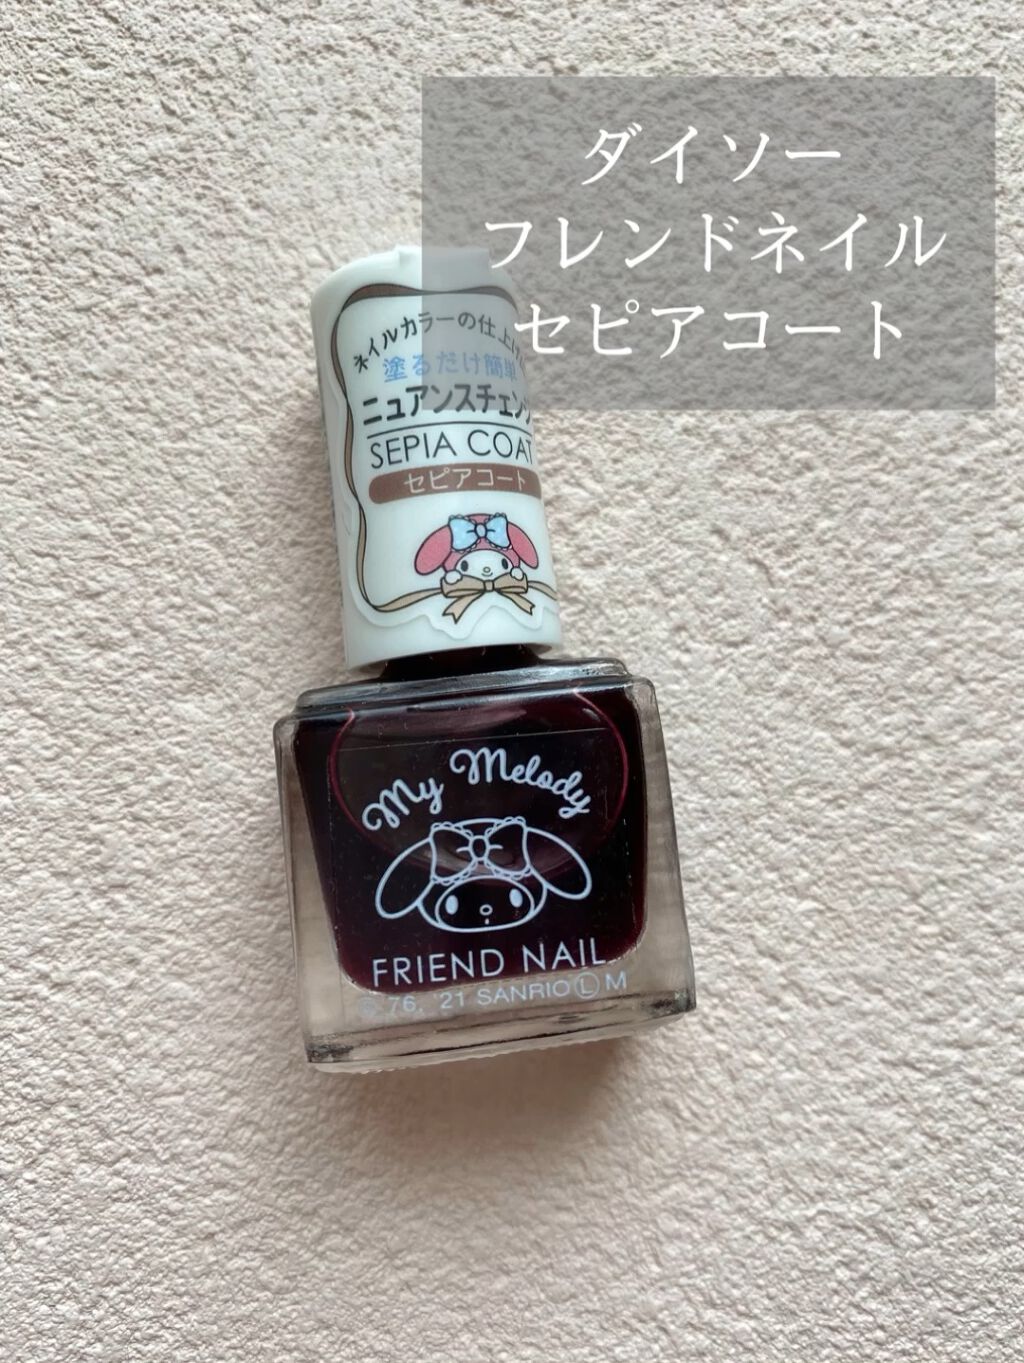 ダイソー
フレンドネイル
セピアコート
ネイルカラーの仕上げに
塗るだけ簡単
ニュアンスチェンジ
SEPIA COAT
セピアコート
My Melody
FRIEND NAIL
76, '21 SANRIO Ⓛ M